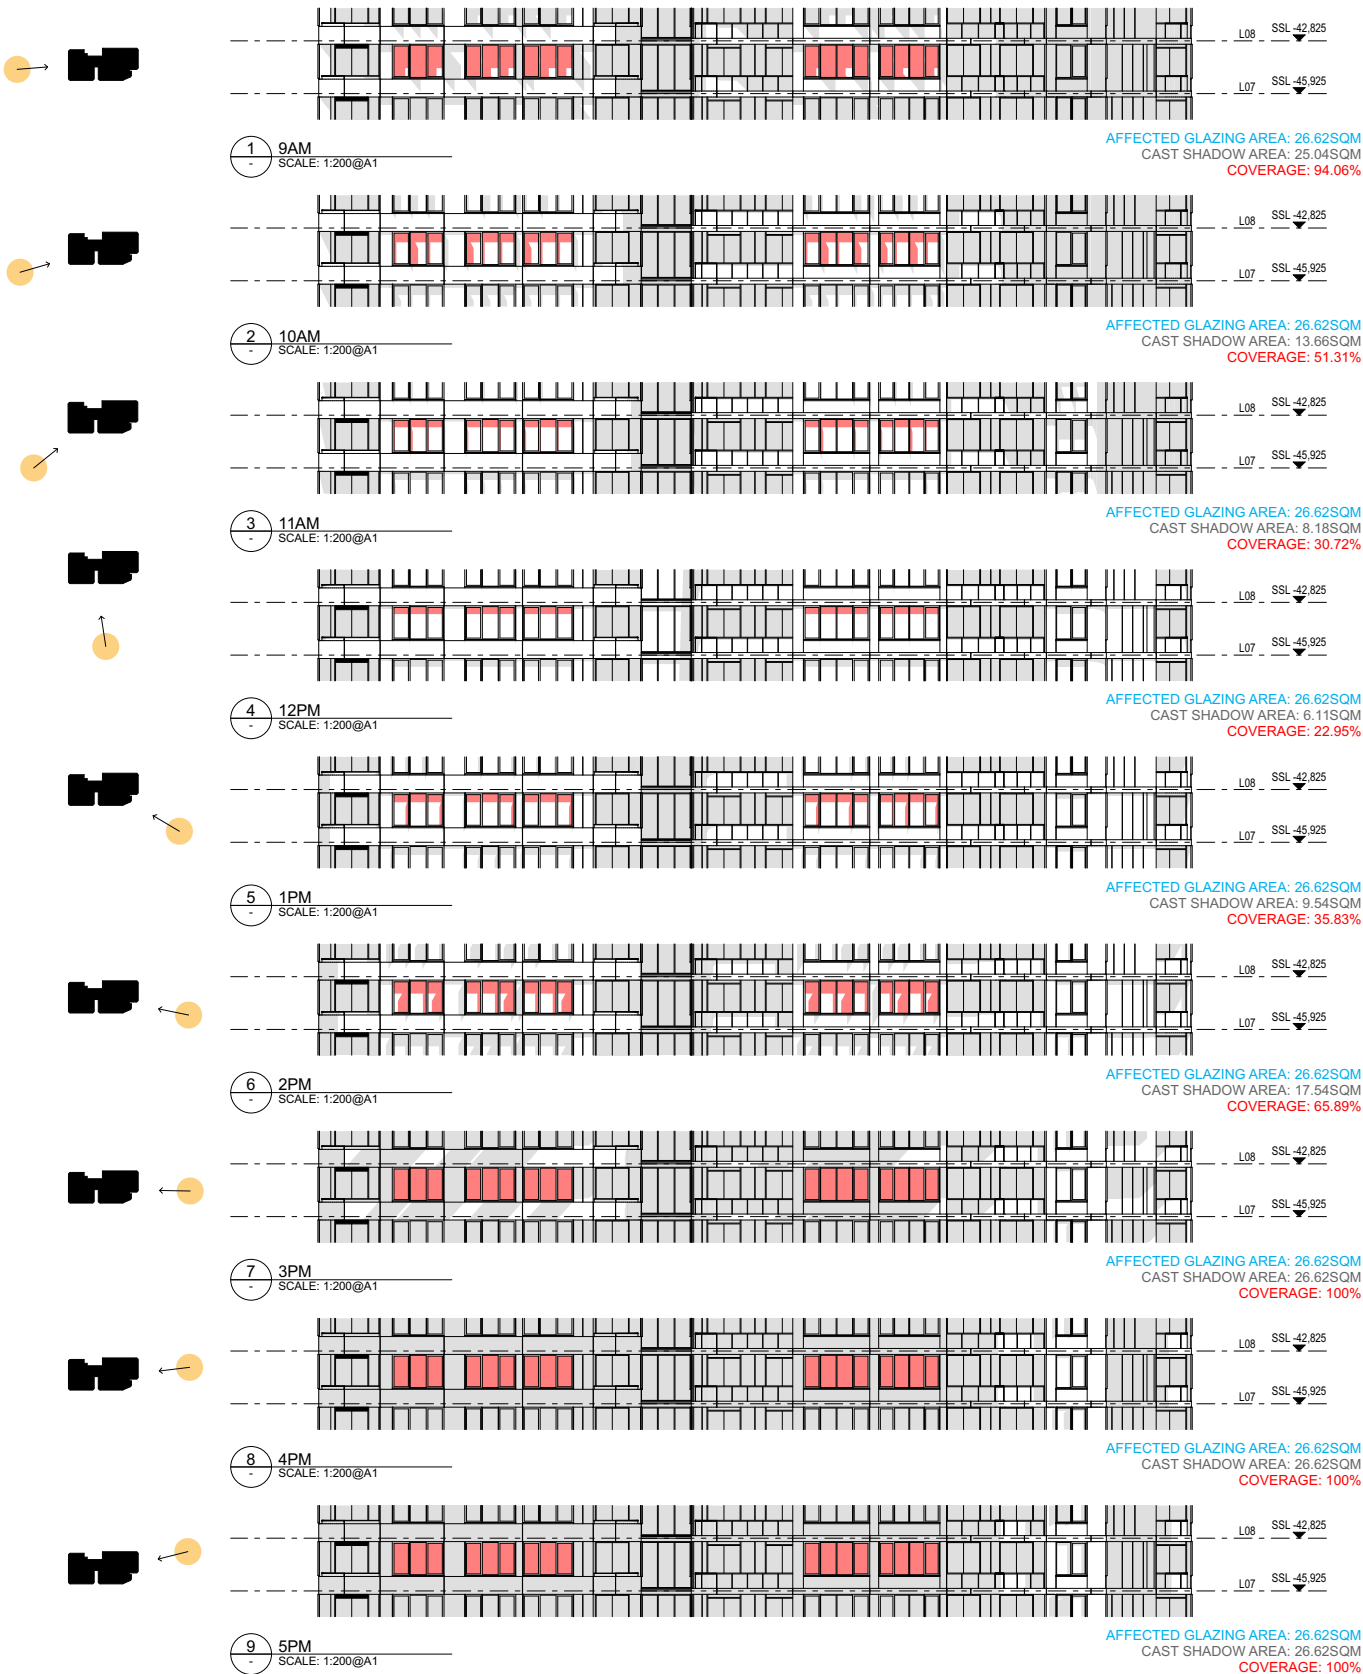 L08 SSL -42,825
L07 SSL -45,925
1 9AM
- SCALE: 1:200@A1
AFFECTED GLAZING AREA: 26.62SQM
CAST SHADOW AREA: 25.04SQM
COVERAGE: 94.06%
L08 SSL -42,825
L07 SSL -45,925
2 10AM
- SCALE: 1:200@A1
AFFECTED GLAZING AREA: 26.62SQM
CAST SHADOW AREA: 13.66SQM
COVERAGE: 51.31%
L08 SSL -42,825
L07 SSL -45,925
3 11AM
- SCALE: 1:200@A1
AFFECTED GLAZING AREA: 26.62SQM
CAST SHADOW AREA: 8.18SQM
COVERAGE: 30.72%
L08 SSL -42,825
L07 SSL -45,925
4 12PM
- SCALE: 1:200@A1
AFFECTED GLAZING AREA: 26.62SQM
CAST SHADOW AREA: 6.11SQM
COVERAGE: 22.95%
L08 SSL -42,825
L07 SSL -45,925
5 1PM
- SCALE: 1:200@A1
AFFECTED GLAZING AREA: 26.62SQM
CAST SHADOW AREA: 9.54SQM
COVERAGE: 35.83%
L08 SSL -42,825
L07 SSL -45,925
6 2PM
- SCALE: 1:200@A1
AFFECTED GLAZING AREA: 26.62SQM
CAST SHADOW AREA: 17.54SQM
COVERAGE: 65.89%
L08 SSL -42,825
L07 SSL -45,925
7 3PM
- SCALE: 1:200@A1
AFFECTED GLAZING AREA: 26.62SQM
CAST SHADOW AREA: 26.62SQM
COVERAGE: 100%
L08 SSL -42,825
L07 SSL -45,925
8 4PM
- SCALE: 1:200@A1
AFFECTED GLAZING AREA: 26.62SQM
CAST SHADOW AREA: 26.62SQM
COVERAGE: 100%
L08 SSL -42,825
L07 SSL -45,925
9 5PM
- SCALE: 1:200@A1
AFFECTED GLAZING AREA: 26.62SQM
CAST SHADOW AREA: 26.62SQM
COVERAGE: 100%